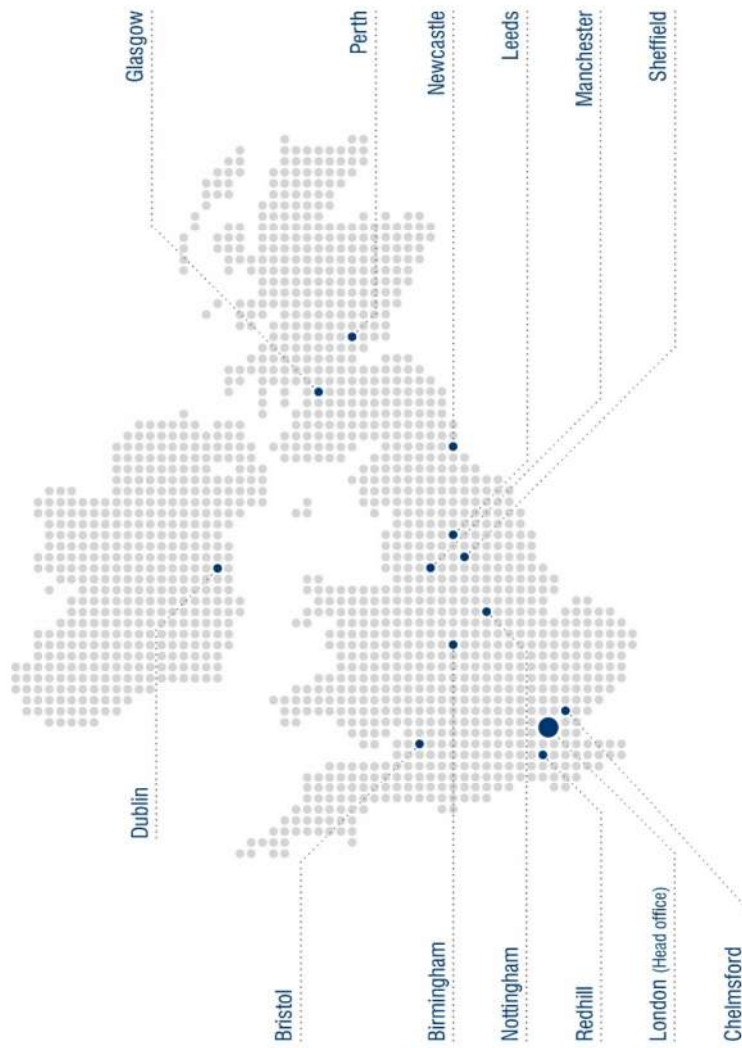 Glasgow
Perth
Newcastle
Leeds
Manchester
Sheffield
Dublin
Bristol
Birmingham
Nottingham
Redhill
London (Head office)
Chelmsford